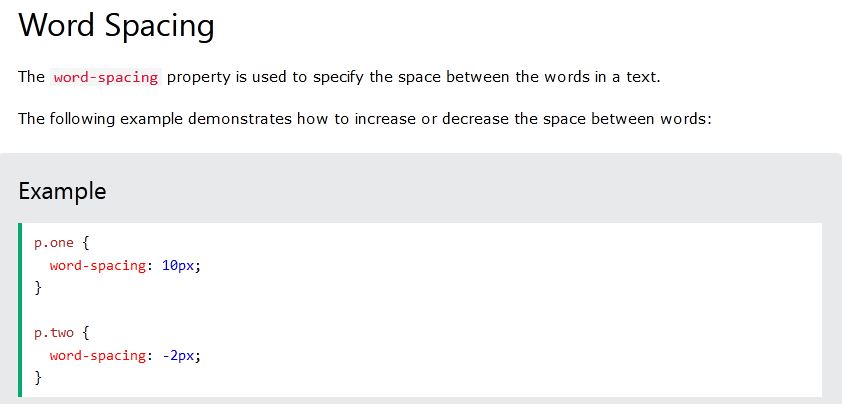 Word Spacing
The word-spacing property is used to specify the space between the words in a text.
The following example demonstrates how to increase or decrease the space between words:
Example
p.one {
  word-spacing: 10px;
}
p.two {
  word-spacing: -2px;
}